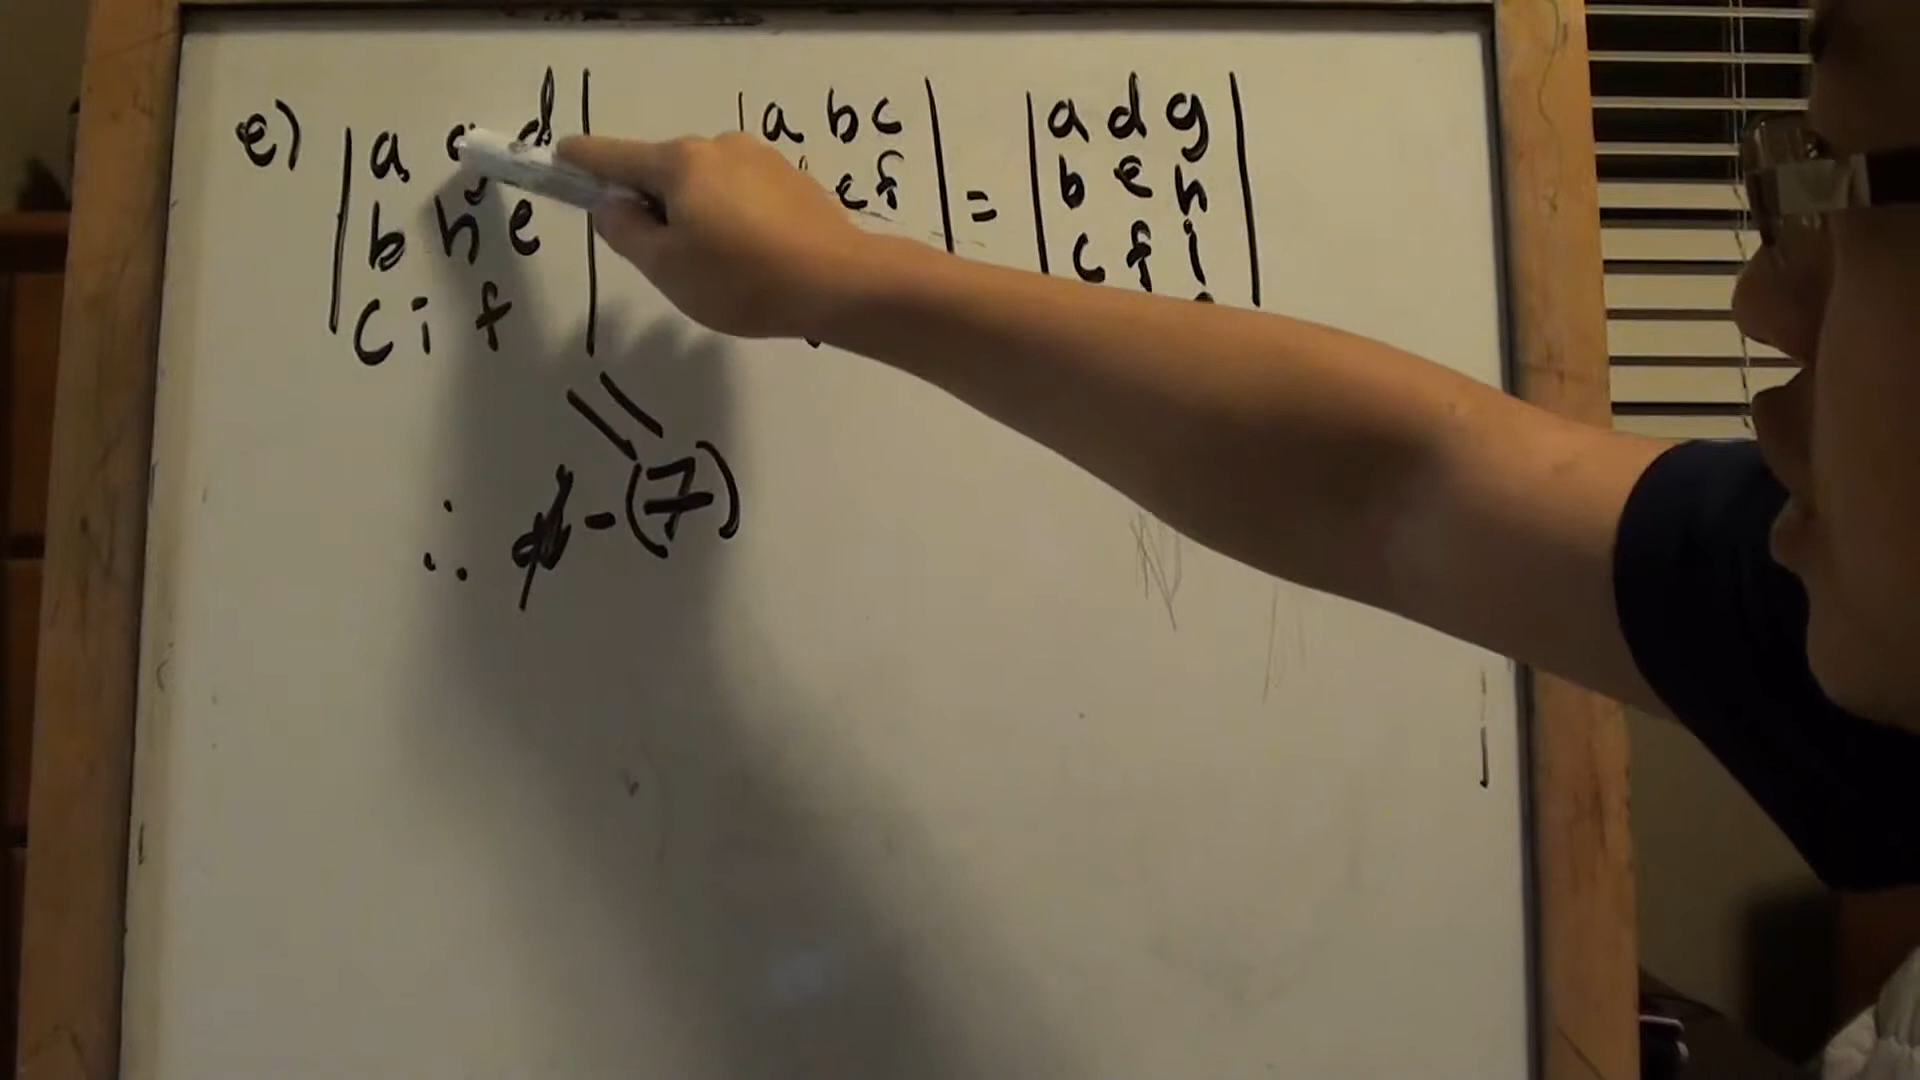 e) | a g d | | a b c | = | a d g |
b h e e f b e h
c i f c f i
∴ - (7)